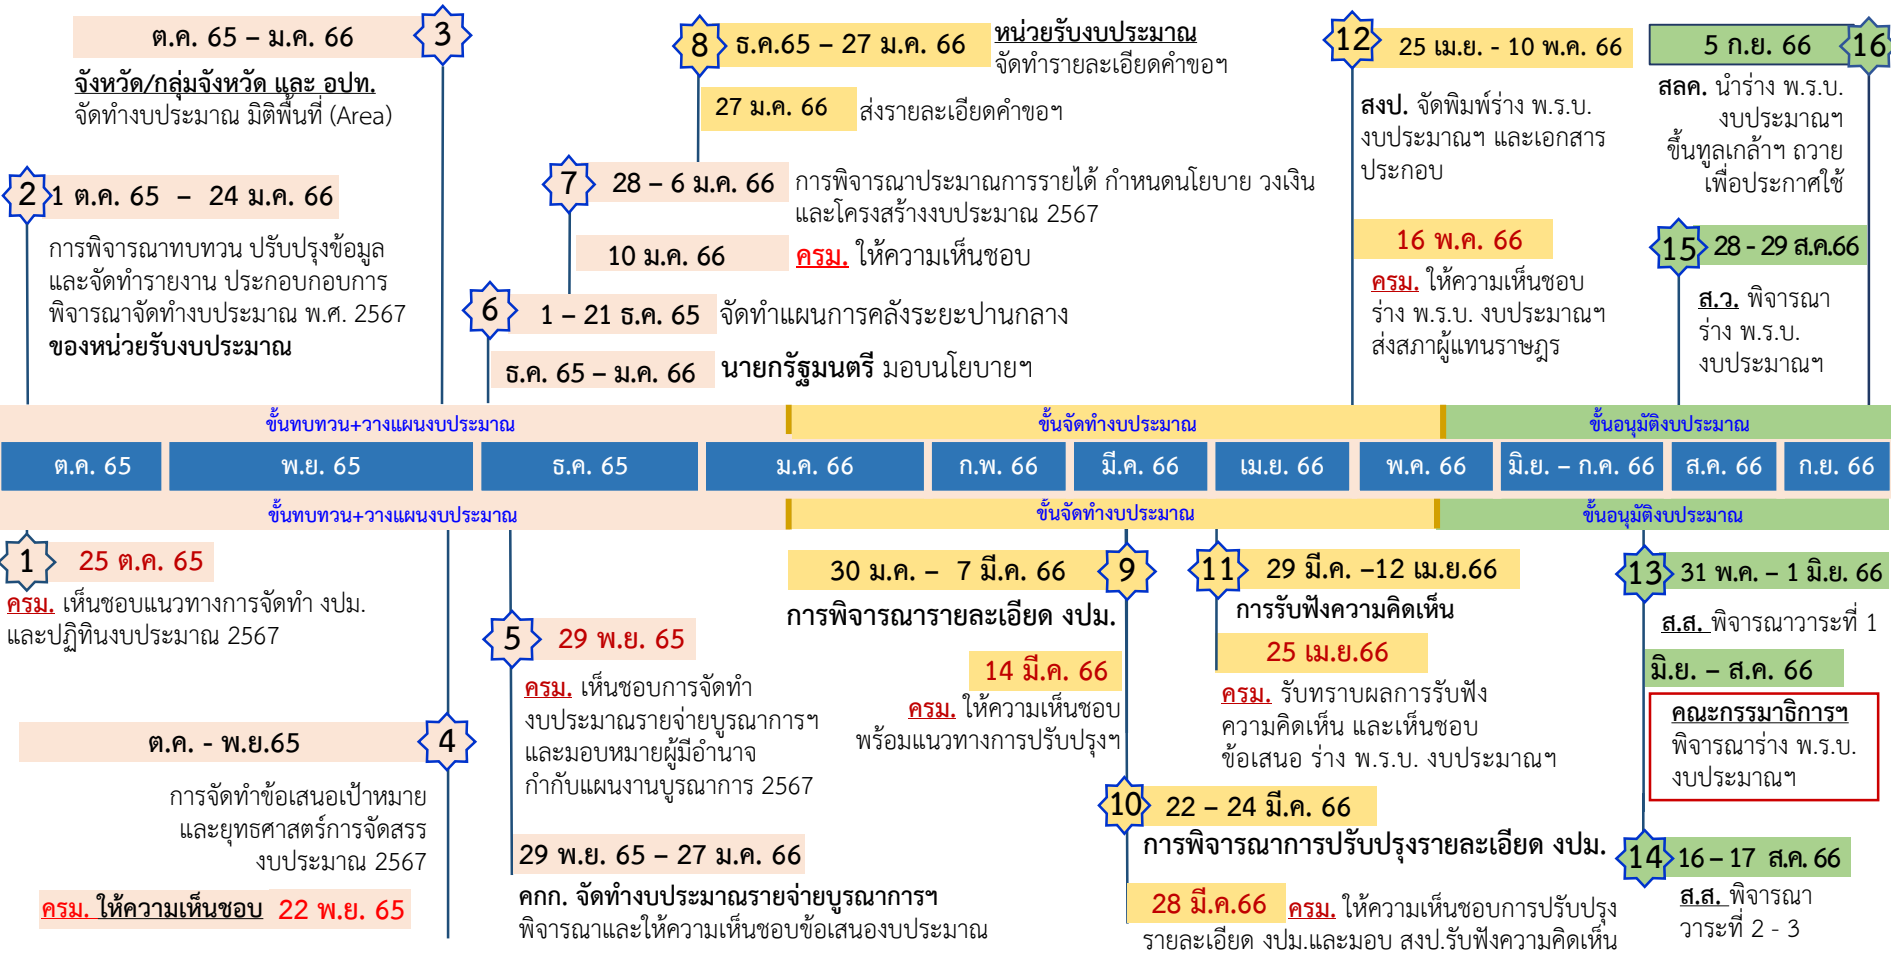 3
ต.ค. 65 – ม.ค. 66
จังหวัด/กลุ่มจังหวัด และ อปท.
จัดทำงบประมาณ มิติพื้นที่ (Area)
2
1 ต.ค. 65 – 24 ม.ค. 66
การพิจารณาทบทวน ปรับปรุงข้อมูล
และจัดทำรายงาน ประกอบกอบการ
พิจารณาจัดทำงบประมาณ พ.ศ. 2567
ของหน่วยรับงบประมาณ
8
ธ.ค.65 – 27 ม.ค. 66
หน่วยรับงบประมาณ
จัดทำรายละเอียดคำขอฯ
27 ม.ค. 66
ส่งรายละเอียดคำขอฯ
7
28 – 6 ม.ค. 66
การพิจารณาประมาณการรายได้ กำหนดนโยบาย วงเงิน
และโครงสร้างงบประมาณ 2567
10 ม.ค. 66
ครม. ให้ความเห็นชอบ
6
1 – 21 ธ.ค. 65
จัดทำแผนการคลังระยะปานกลาง
ธ.ค. 65 – ม.ค. 66
นายกรัฐมนตรี มอบนโยบายฯ
12
25 เม.ย. - 10 พ.ค. 66
สงป. จัดพิมพ์ร่าง พ.ร.บ.
งบประมาณฯ และเอกสาร
ประกอบ
16 พ.ค. 66
ครม. ให้ความเห็นชอบ
ร่าง พ.ร.บ. งบประมาณฯ
ส่งสภาผู้แทนราษฎร
16
5 ก.ย. 66
สลค. นำร่าง พ.ร.บ.
งบประมาณฯ
ขึ้นทูลเกล้าฯ ถวาย
เพื่อประกาศใช้
15
28 - 29 ส.ค.66
ส.ว. พิจารณา
ร่าง พ.ร.บ.
งบประมาณฯ
ขั้นทบทวน+วางแผนงบประมาณ
ขั้นจัดทำงบประมาณ
ขั้นอนุมัติงบประมาณ
ต.ค. 65
พ.ย. 65
ธ.ค. 65
ม.ค. 66
ก.พ. 66
มี.ค. 66
เม.ย. 66
พ.ค. 66
มิ.ย. – ก.ค. 66
ส.ค. 66
ก.ย. 66
ขั้นทบทวน+วางแผนงบประมาณ
ขั้นจัดทำงบประมาณ
ขั้นอนุมัติงบประมาณ
1
25 ต.ค. 65
ครม. เห็นชอบแนวทางการจัดทำ งปม.
และปฏิทินงบประมาณ 2567
4
ต.ค. - พ.ย.65
การจัดทำข้อเสนอเป้าหมาย
และยุทธศาสตร์การจัดสรร
งบประมาณ 2567
ครม. ให้ความเห็นชอบ 22 พ.ย. 65
5
29 พ.ย. 65
ครม. เห็นชอบการจัดทำ
งบประมาณรายจ่ายบูรณาการฯ
และมอบหมายผู้มีอำนาจ
กำกับแผนงานบูรณาการ 2567
29 พ.ย. 65 – 27 ม.ค. 66
คกก. จัดทำงบประมาณรายจ่ายบูรณาการฯ
พิจารณาและให้ความเห็นชอบข้อเสนองบประมาณ
9
30 ม.ค. – 7 มี.ค. 66
การพิจารณารายละเอียด งปม.
14 มี.ค. 66
ครม. ให้ความเห็นชอบ
พร้อมแนวทางการปรับปรุงฯ
11
29 มี.ค. –12 เม.ย.66
การรับฟังความคิดเห็น
25 เม.ย.66
ครม. รับทราบผลการรับฟัง
ความคิดเห็น และเห็นชอบ
ข้อเสนอ ร่าง พ.ร.บ. งบประมาณฯ
10
22 – 24 มี.ค. 66
การพิจารณาการปรับปรุงรายละเอียด งปม.
28 มี.ค.66
ครม. ให้ความเห็นชอบการปรับปรุง
รายละเอียด งปม.และมอบ สงป.รับฟังความคิดเห็น
13
31 พ.ค. – 1 มิ.ย. 66
ส.ส. พิจารณาวาระที่ 1
มิ.ย. – ส.ค. 66
คณะกรรมาธิการฯ
พิจารณาร่าง พ.ร.บ.
งบประมาณฯ
14
16 – 17 ส.ค. 66
ส.ส. พิจารณา
วาระที่ 2 - 3